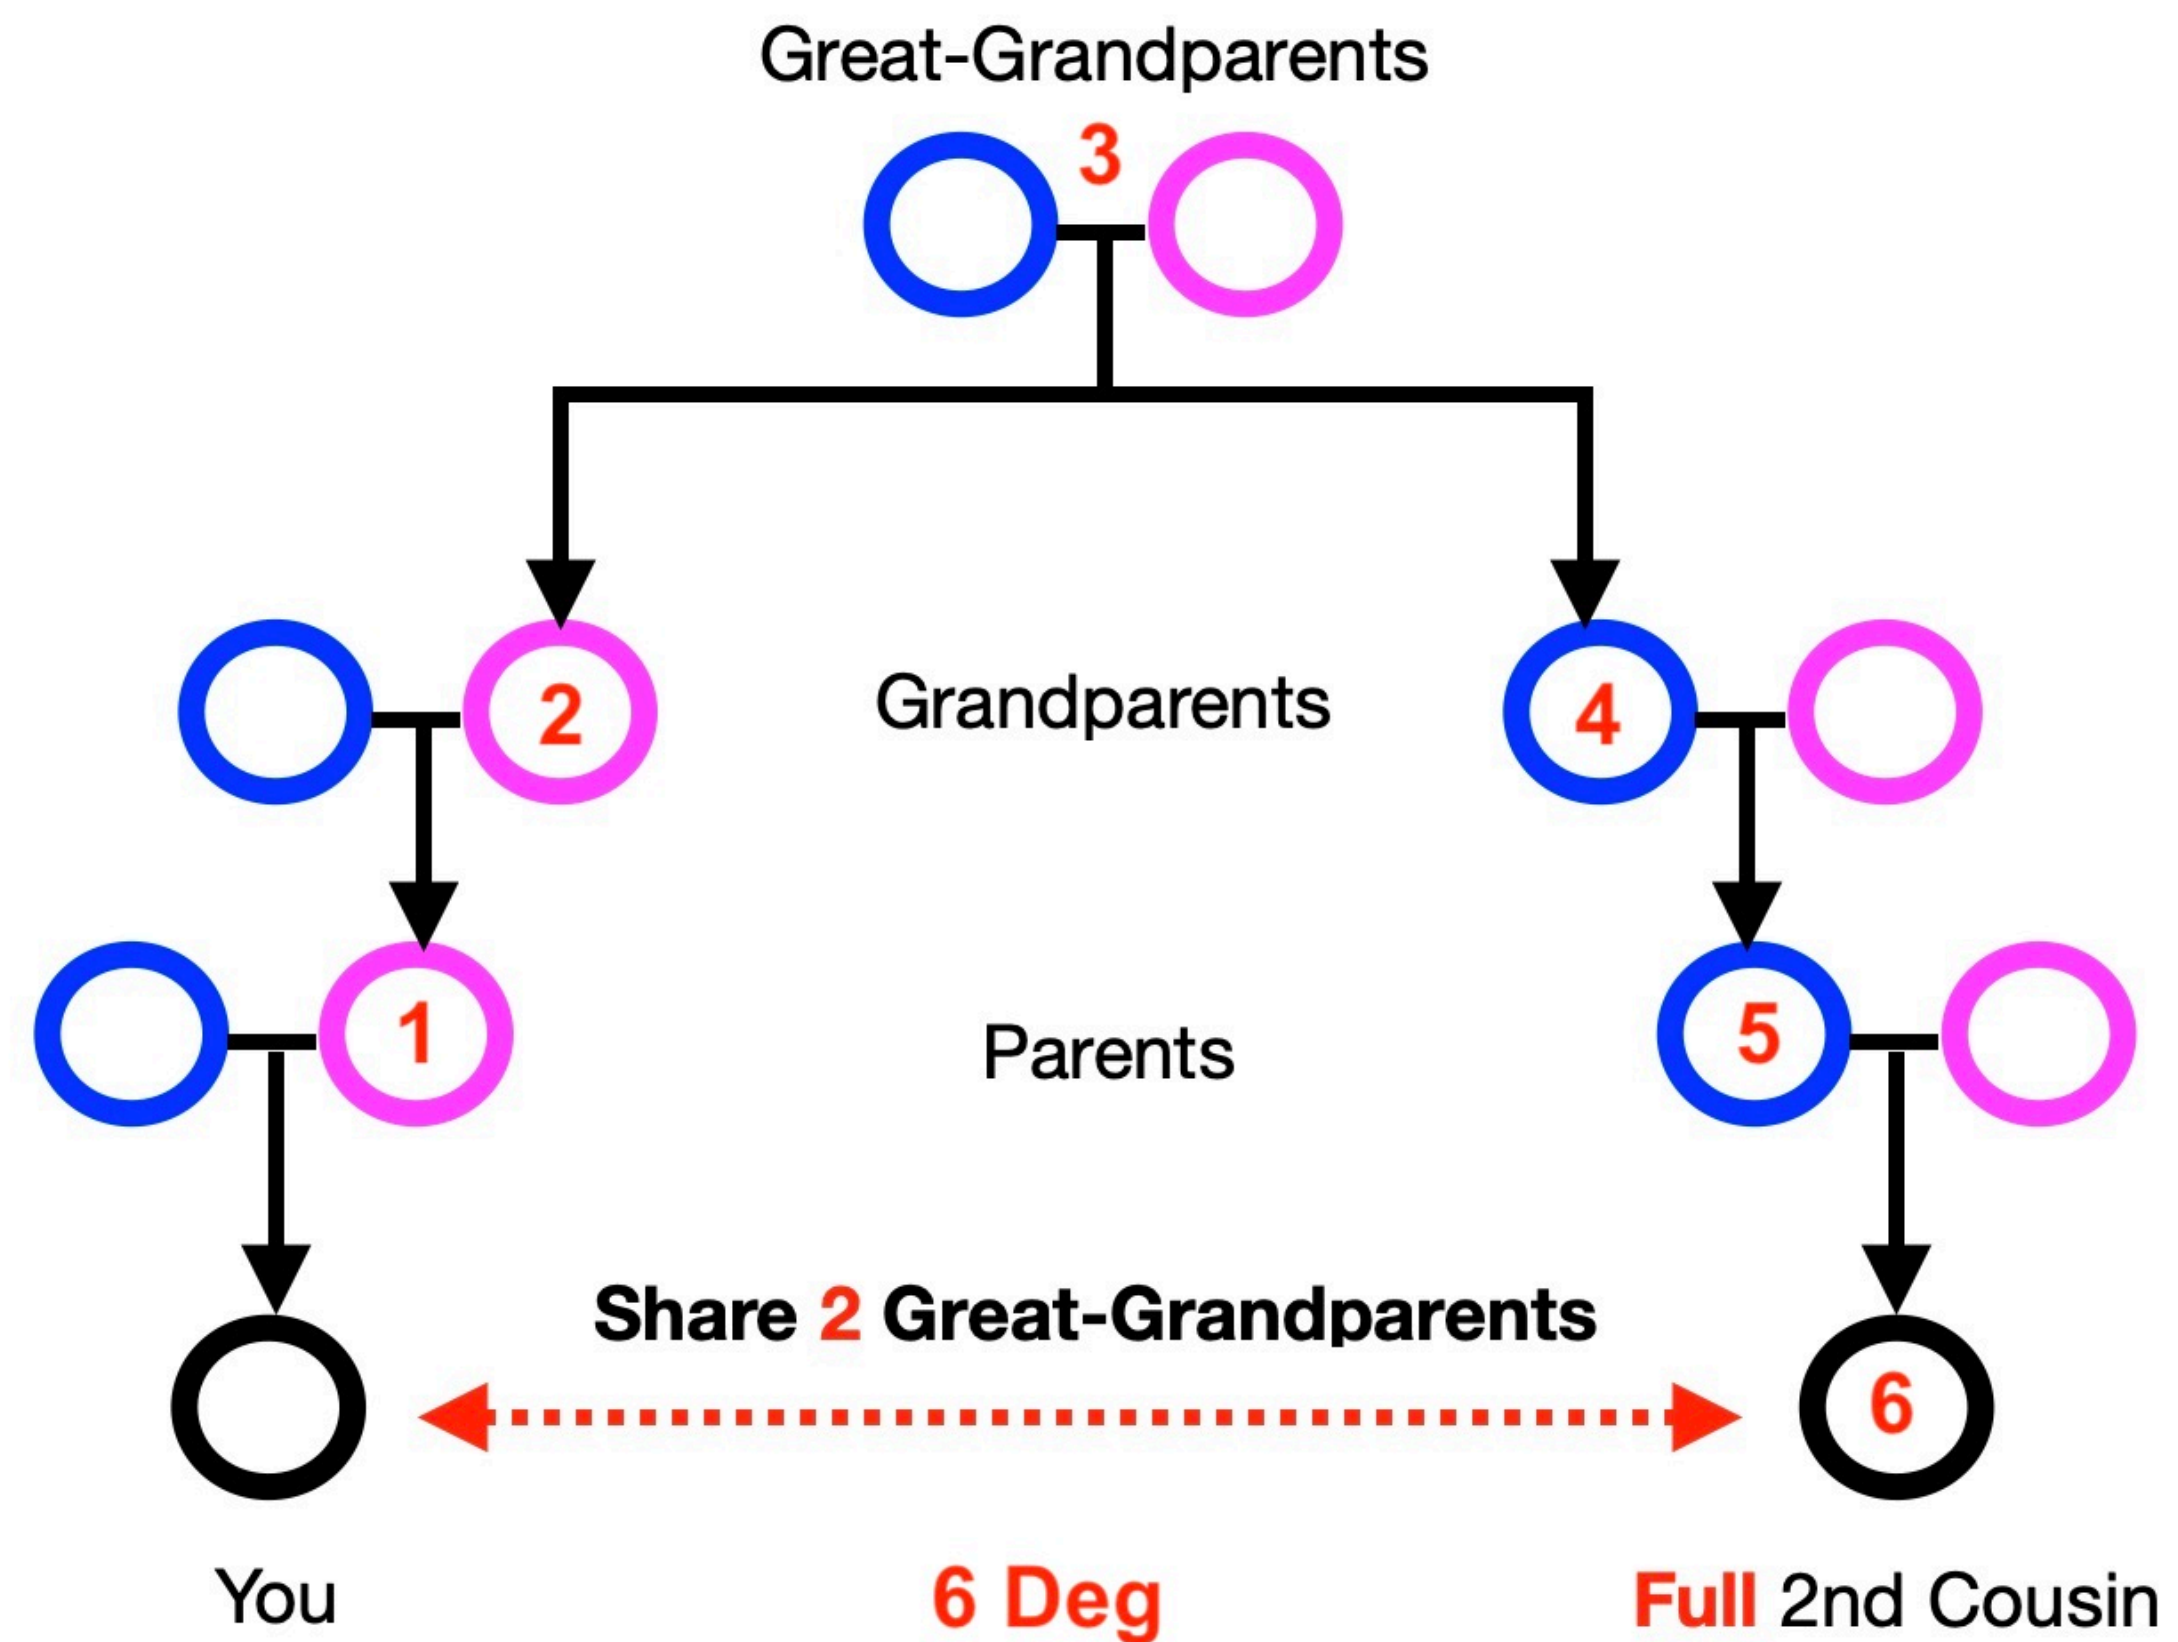 Great-Grandparents
3
2
Grandparents
4
1
Parents
5
Share 2 Great-Grandparents
6
You
6 Deg
Full 2nd Cousin